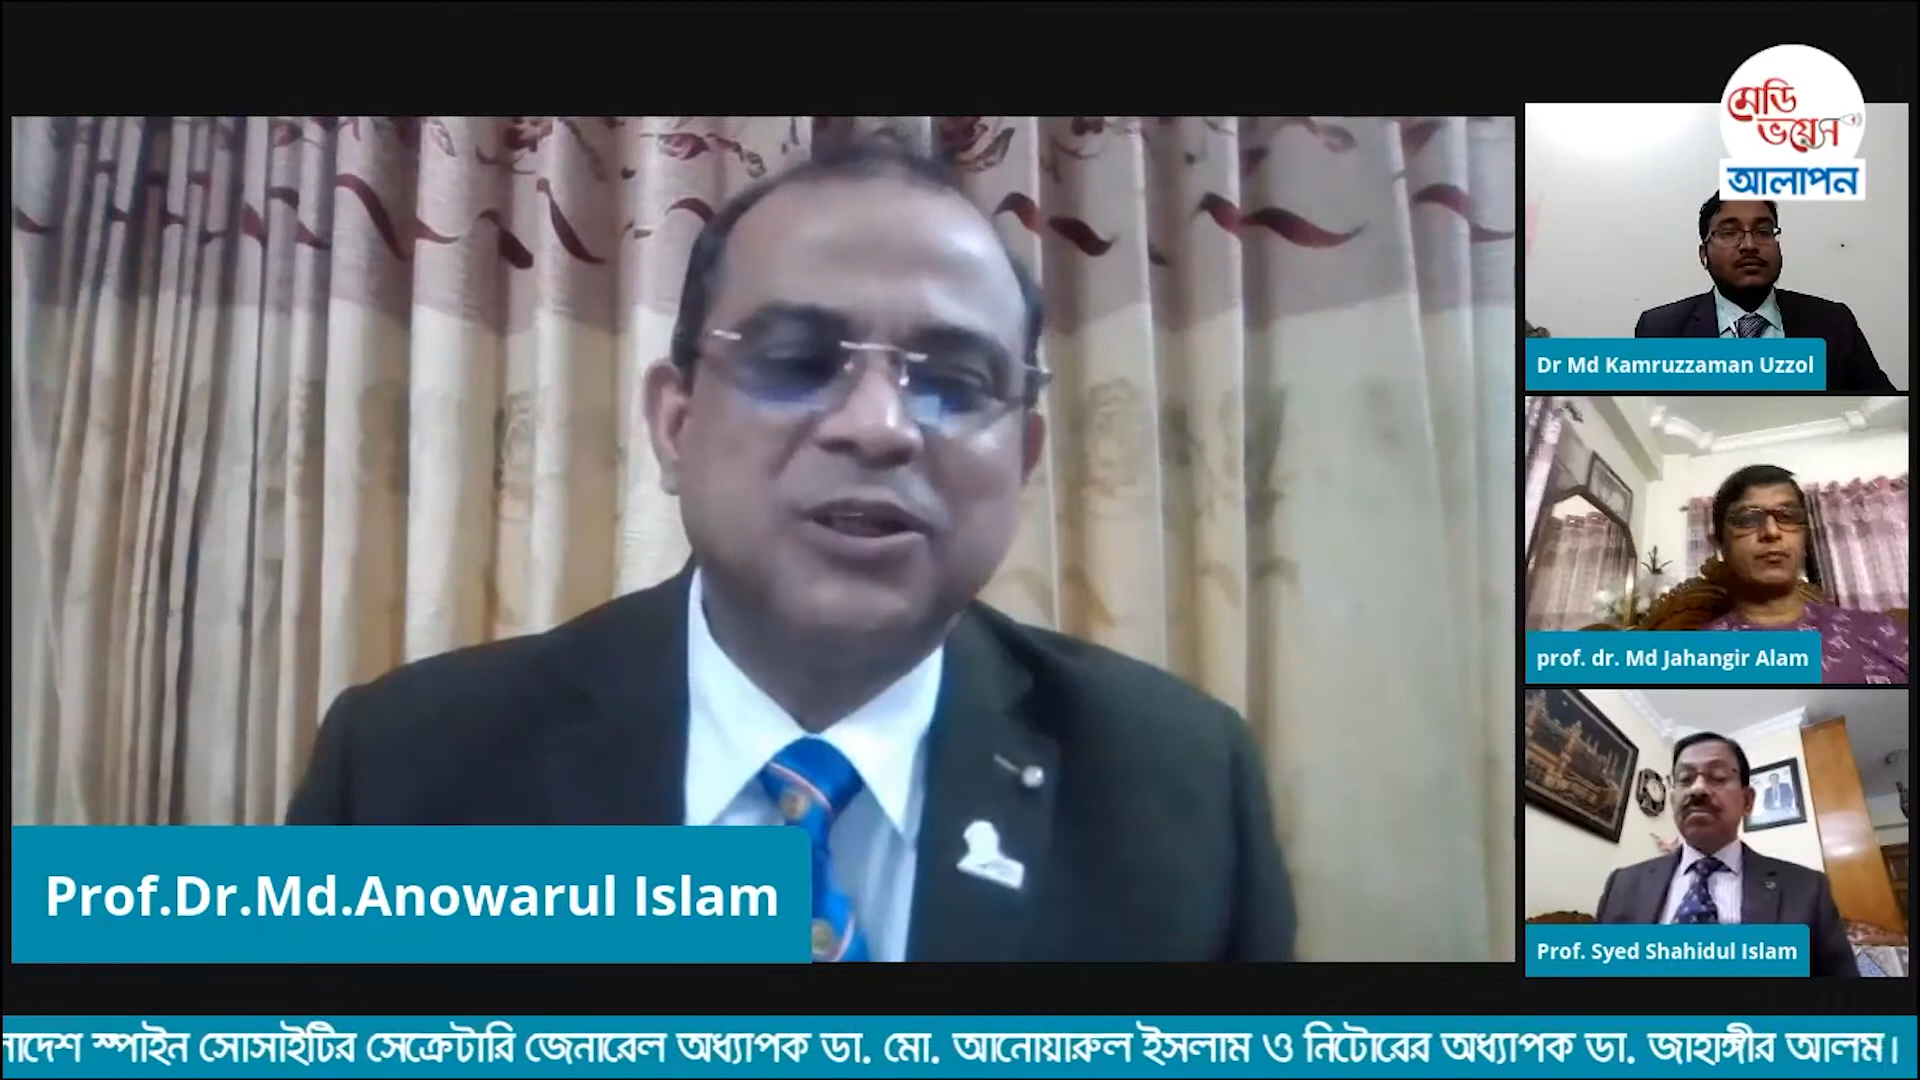 মেডি
ভয়েস
আলাপন
Dr Md Kamruzzaman Uzzol
prof. dr. Md Jahangir Alam
Prof.Dr.Md.Anowarul Islam
Prof. Syed Shahidul Islam
াদেশ স্পাইন সোসাইটির সেক্রেটারি জেনারেল অধ্যাপক ডা. মো. আনোয়ারুল ইসলাম ও নিটোরের অধ্যাপক ডা. জাহাঙ্গীর আলম।